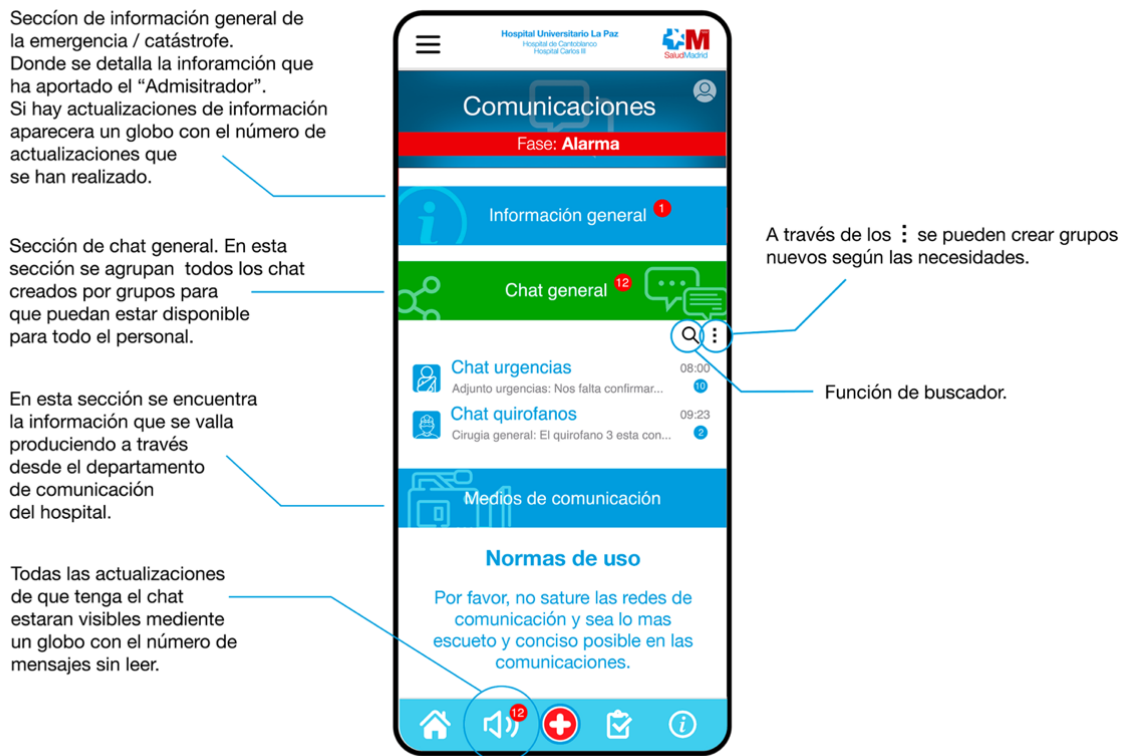 Seccíon de información general de
la emergencia / catástrofe.
Donde se detalla la inforamción que
ha aportado el “Admisitrador”.
Si hay actualizaciones de información
aparecera un globo con el número de
actualizaciones que
se han realizado.
Sección de chat general. En esta
sección se agrupan todos los chat
creados por grupos para
que puedan estar disponible
para todo el personal.
En esta sección se encuentra
la información que se valla
produciendo a través
desde el departamento
de comunicación
del hospital.
Todas las actualizaciones
de que tenga el chat
estaran visibles mediente
un globo con el número de
mensajes sin leer.
Hospital Universitario La Paz
Hospital de Cantoblanco
Hospital Carlos III
M
SaludMadrid
Comunicaciones
Fase: Alarma
Información general 1
Chat general 12
Chat urgencias 08:00
Adjunto urgencias: Nos falta confirmar... 10
Chat quirofanos 09:23
Cirugia general: El quirofano 3 esta con... 2
Medios de comunicación
Normas de uso
Por favor, no sature las redes de
comunicación y sea lo mas
escueto y conciso posible en las
comunicaciones.
12
A través de los ⋮ se pueden crear grupos
nuevos según las necesidades.
Función de buscador.